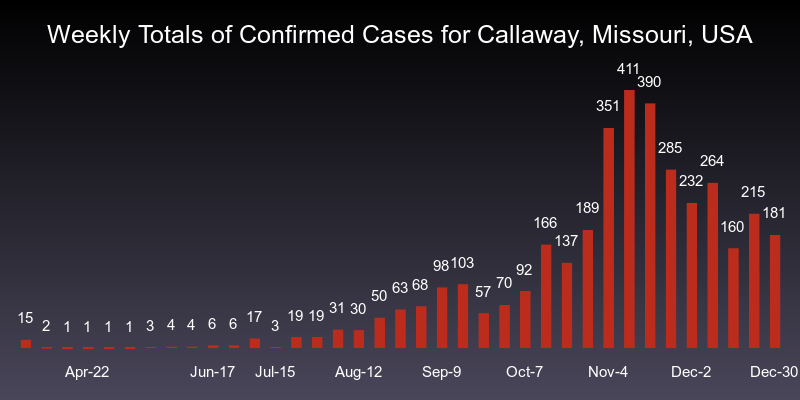 Weekly Totals of Confirmed Cases for Callaway, Missouri, USA
15 2 1 1 1 1 3 4 4 6 6 17 3 19 19 31 30 50 63 68 98 103 57 70 92 166 137 189 351 411 390 285 232 264 160 215 181
Apr-22 Jun-17 Jul-15 Aug-12 Sep-9 Oct-7 Nov-4 Dec-2 Dec-30